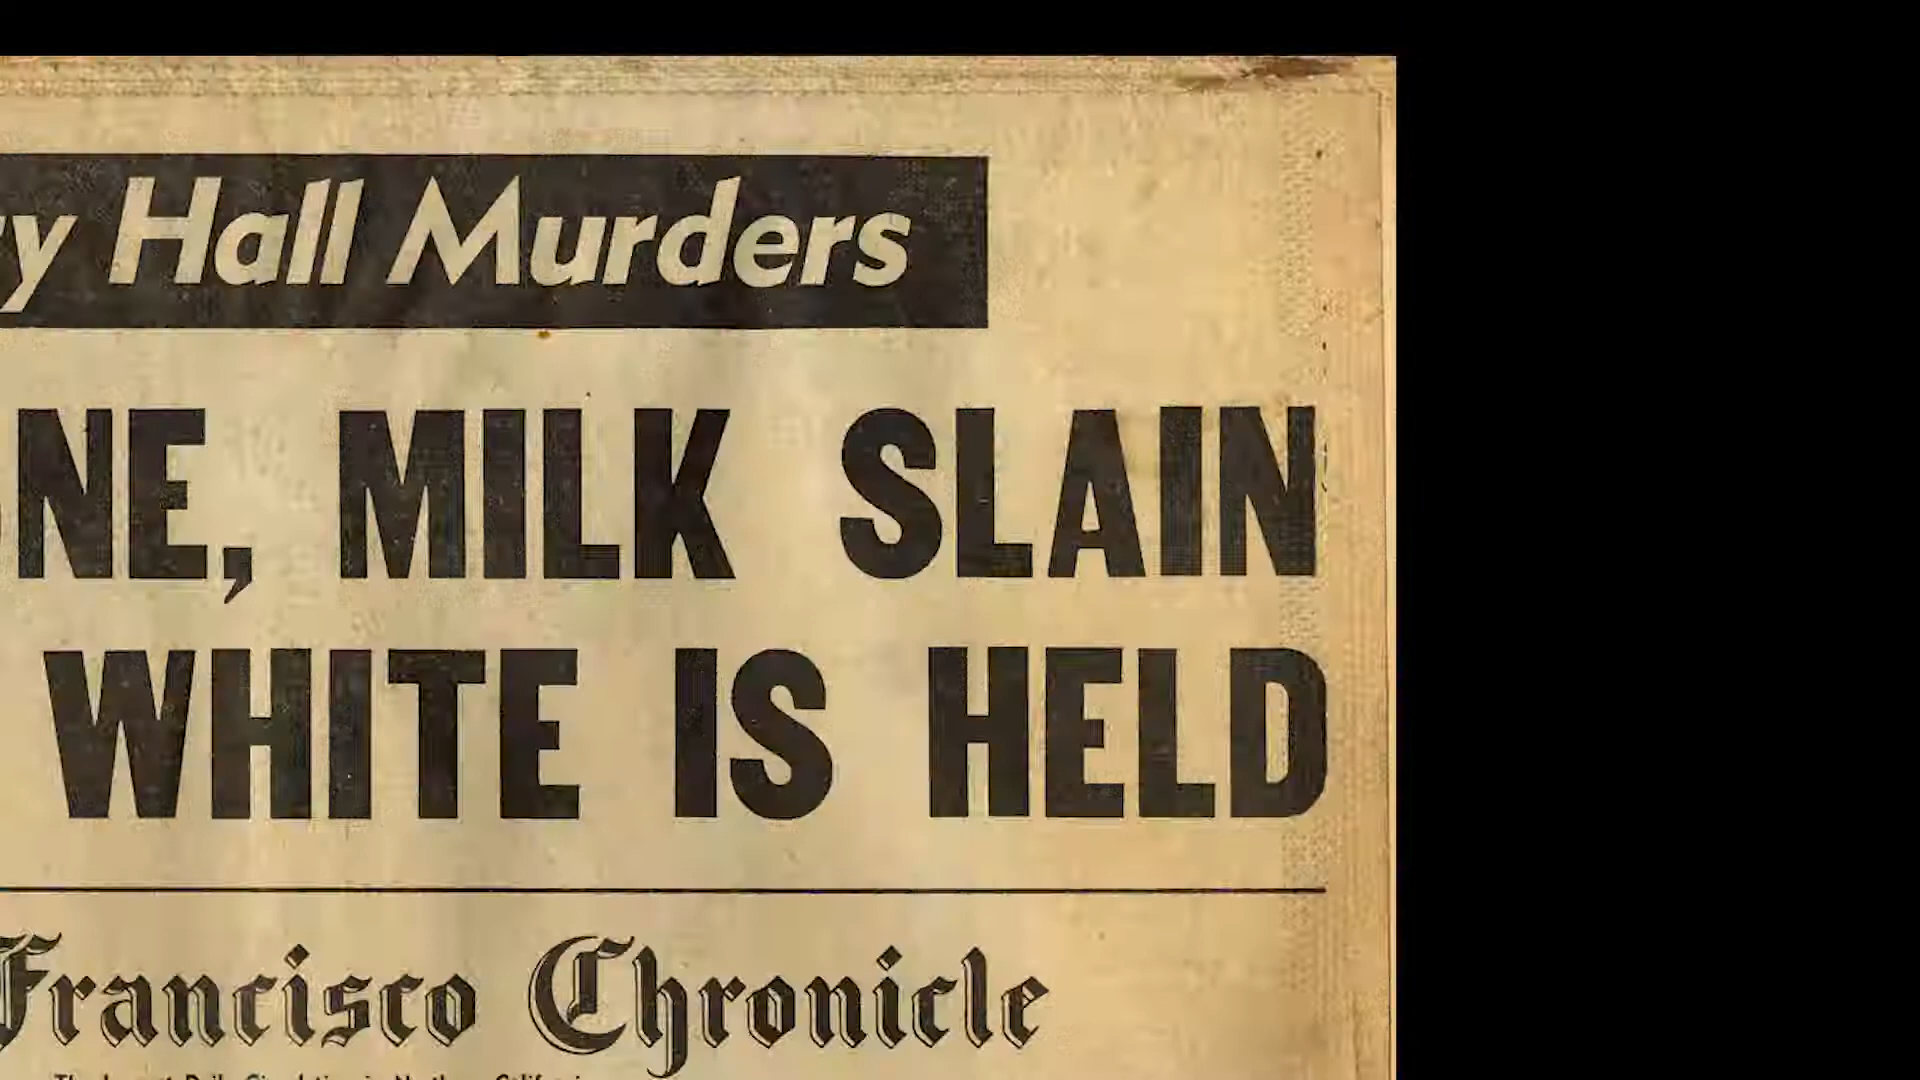 y Hall Murders
NE, MILK SLAIN
WHITE IS HELD
Francisco Chronicle